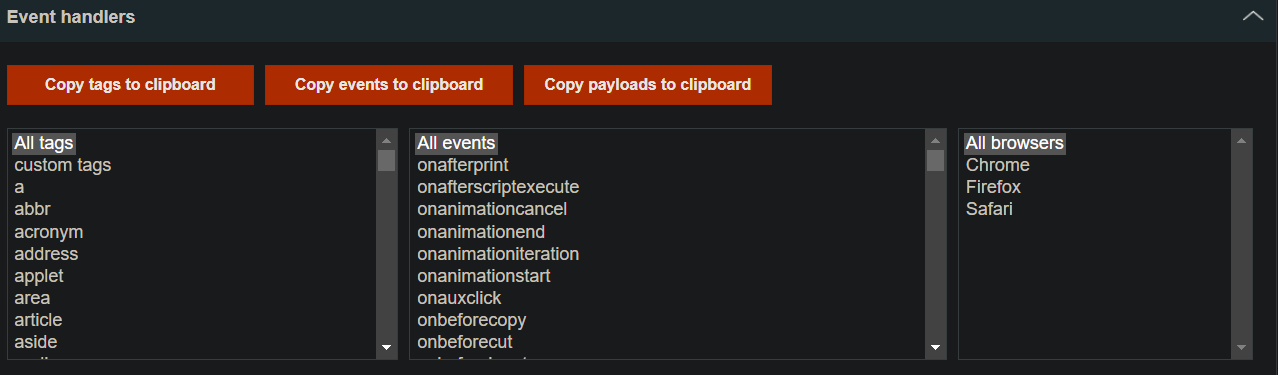 Event handlers
Copy tags to clipboard
Copy events to clipboard
Copy payloads to clipboard
All tags
custom tags
a
abbr
acronym
address
applet
area
article
aside
All events
onafterprint
onafterscriptexecute
onanimationcancel
onanimationend
onanimationiteration
onanimationstart
onauxclick
onbeforecopy
onbeforecut
All browsers
Chrome
Firefox
Safari